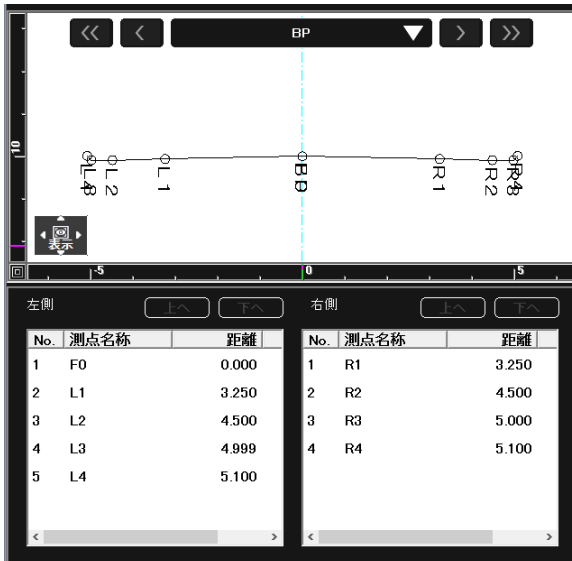 BP
10
L4
L3
L2
L1
R1
R2
R3
R4
表示
-5
0
5
左側 上へ 下へ
No. 測点名称 距離
1 F0 0.000
2 L1 3.250
3 L2 4.500
4 L3 4.999
5 L4 5.100
右側 上へ 下へ
No. 測点名称 距離
1 R1 3.250
2 R2 4.500
3 R3 5.000
4 R4 5.100